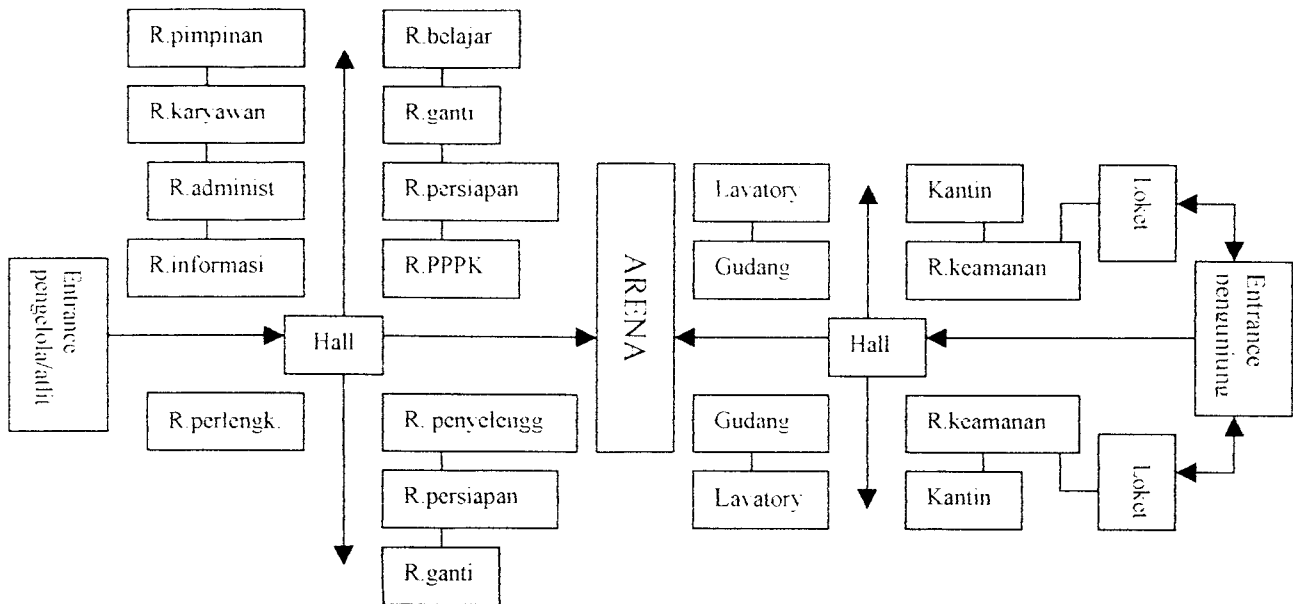 R.pimpinan
R.karyawan
R.administ
R.informasi
Entrance
pengelola/atlit
Hall
R.perlengk.
R.belajar
R.ganti
R.persiapan
R.PPPK
R. penyelengg
R.persiapan
R.ganti
ARENA
Lavatory
Gudang
Hall
Gudang
Lavatory
Kantin
R.keamanan
R.keamanan
Kantin
Loket
Loket
Entrance
pengunjung